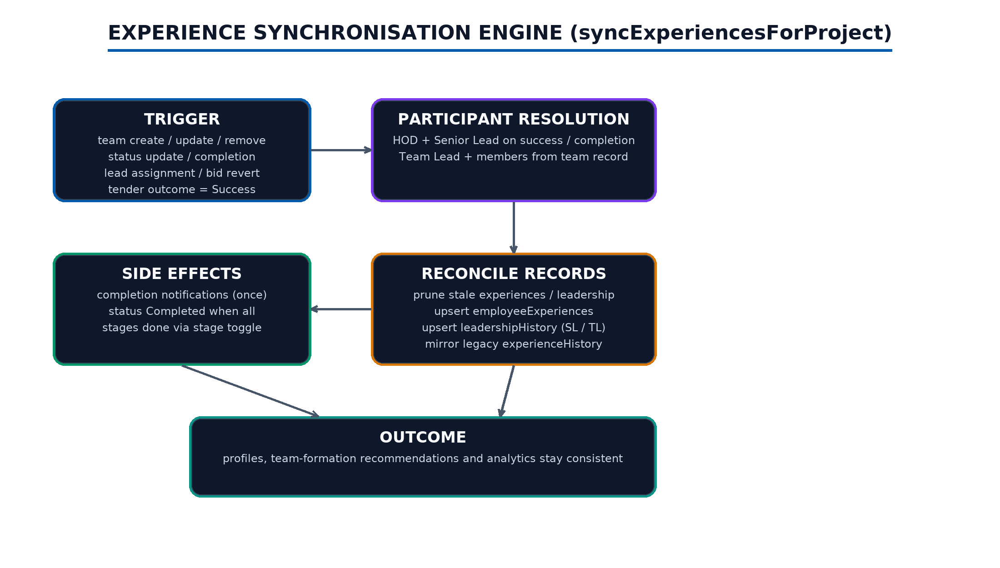 EXPERIENCE SYNCHRONISATION ENGINE (syncExperiencesForProject)
TRIGGER
team create / update / remove
status update / completion
lead assignment / bid revert
tender outcome = Success
PARTICIPANT RESOLUTION
HOD + Senior Lead on success / completion
Team Lead + members from team record
SIDE EFFECTS
completion notifications (once)
status Completed when all
stages done via stage toggle
RECONCILE RECORDS
prune stale experiences / leadership
upsert employeeExperiences
upsert leadershipHistory (SL / TL)
mirror legacy experienceHistory
OUTCOME
profiles, team-formation recommendations and analytics stay consistent